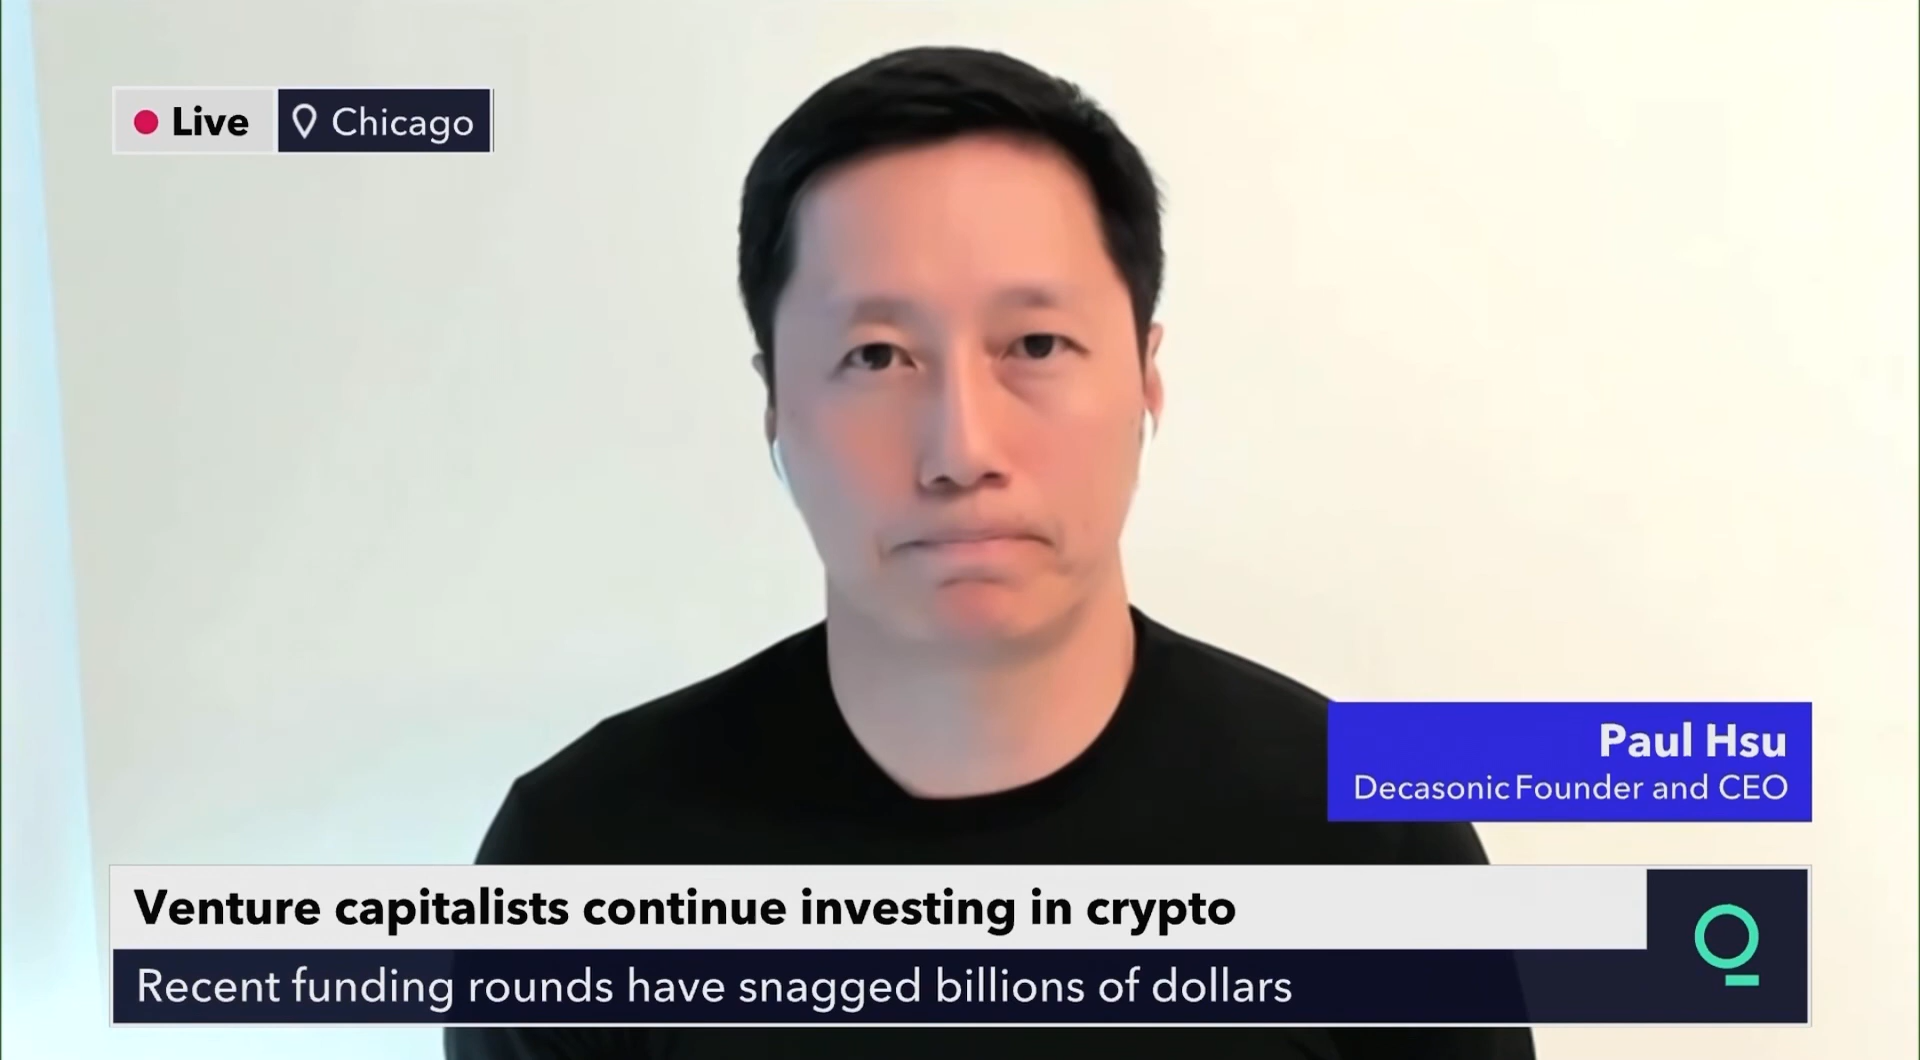 Live
Chicago
Paul Hsu
Decasonic Founder and CEO
Venture capitalists continue investing in crypto
Recent funding rounds have snagged billions of dollars